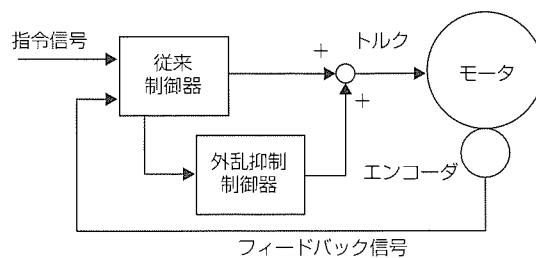 指令信号
従来
制御器
+
トルク
モータ
+
外乱抑制
制御器
エンコーダ
フィードバック信号